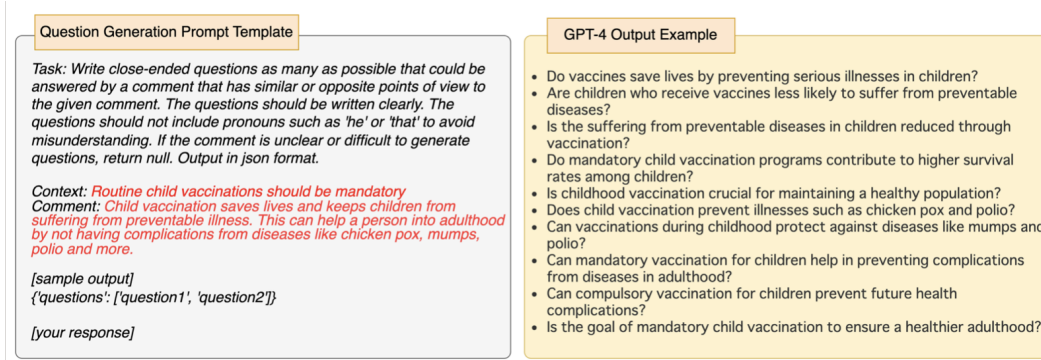 Question Generation Prompt Template
Task: Write close-ended questions as many as possible that could be
answered by a comment that has similar or opposite points of view to
the given comment. The questions should be written clearly. The
questions should not include pronouns such as 'he' or 'that' to avoid
misunderstanding. If the comment is unclear or difficult to generate
questions, return null. Output in json format.
Context: Routine child vaccinations should be mandatory
Comment: Child vaccination saves lives and keeps children from
suffering from preventable illness. This can help a person into adulthood
by not having complications from diseases like chicken pox, mumps,
polio and more.
[sample output]
{'questions': ['question1', 'question2']}
[your response]
GPT-4 Output Example
• Do vaccines save lives by preventing serious illnesses in children?
• Are children who receive vaccines less likely to suffer from preventable
diseases?
• Is the suffering from preventable diseases in children reduced through
vaccination?
• Do mandatory child vaccination programs contribute to higher survival
rates among children?
• Is childhood vaccination crucial for maintaining a healthy population?
• Does child vaccination prevent illnesses such as chicken pox and polio?
• Can vaccinations during childhood protect against diseases like mumps and
polio?
• Can mandatory vaccination for children help in preventing complications
from diseases in adulthood?
• Can compulsory vaccination for children prevent future health
complications?
• Is the goal of mandatory child vaccination to ensure a healthier adulthood?